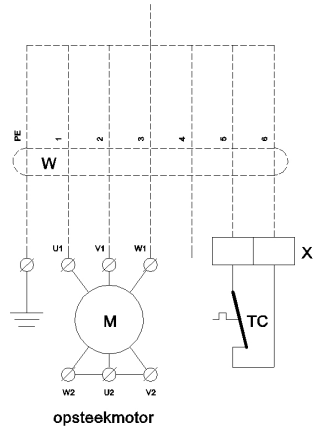 PE 1 2 3 4 5 6
W
U1 V1 W1
X
M
TC
W2 U2 V2
opsteekmotor